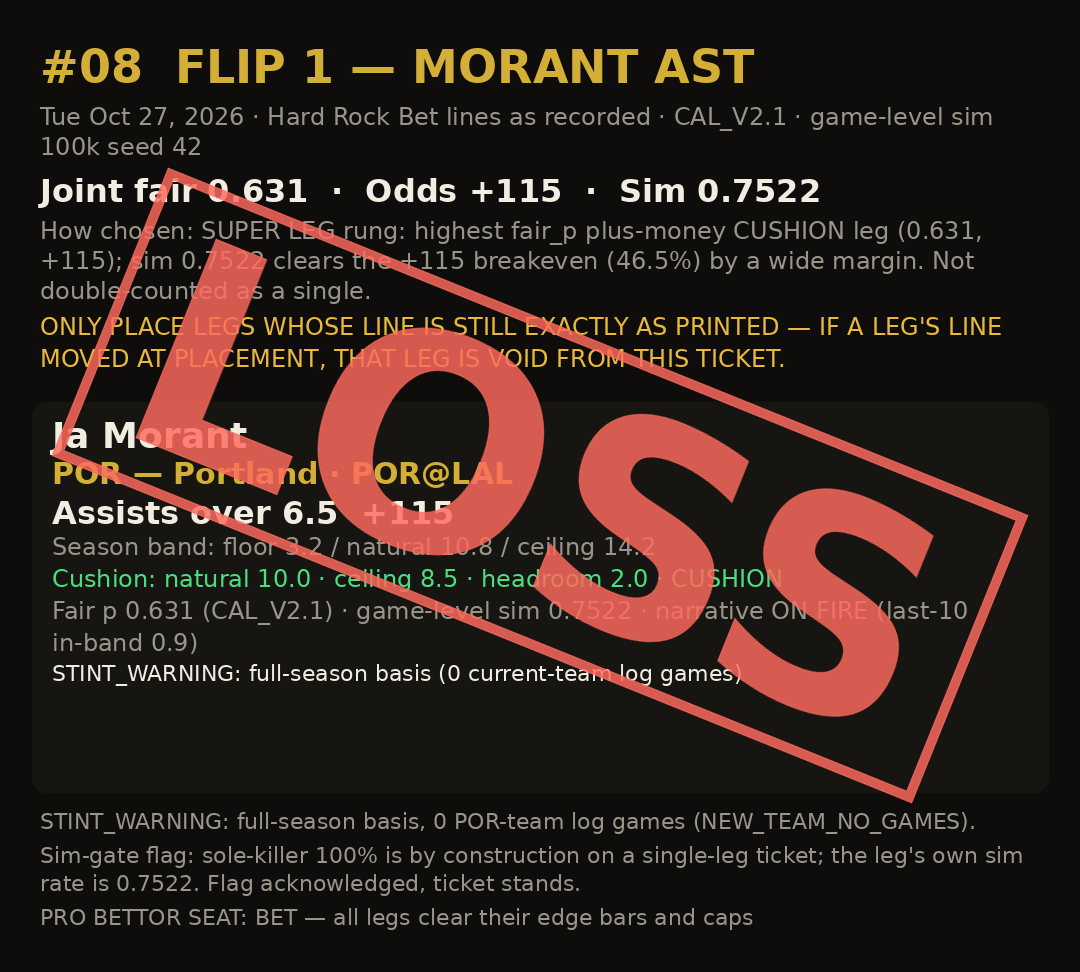 #08 FLIP 1 — MORANT AST
Tue Oct 27, 2026 · Hard Rock Bet lines as recorded · CAL_V2.1 · game-level sim
100k seed 42
Joint fair 0.631 · Odds +115 · Sim 0.7522
How chosen: SUPER LEG rung: highest fair_p plus-money CUSHION leg (0.631,
+115); sim 0.7522 clears the +115 breakeven (46.5%) by a wide margin. Not
double-counted as a single.
ONLY PLACE LEGS WHOSE LINE IS STILL EXACTLY AS PRINTED — IF A LEG'S LINE
MOVED AT PLACEMENT, THAT LEG IS VOID FROM THIS TICKET.
LOSS
Ja Morant
POR — Portland · POR@LAL
Assists over 6.5 +115
Season band: floor 3.2 / natural 10.8 / ceiling 14.2
Cushion: natural 10.0 · ceiling 8.5 · headroom 2.0 · CUSHION
Fair p 0.631 (CAL_V2.1) · game-level sim 0.7522 · narrative ON FIRE (last-10
in-band 0.9)
STINT_WARNING: full-season basis (0 current-team log games)
STINT_WARNING: full-season basis, 0 POR-team log games (NEW_TEAM_NO_GAMES).
Sim-gate flag: sole-killer 100% is by construction on a single-leg ticket; the leg's own sim
rate is 0.7522. Flag acknowledged, ticket stands.
PRO BETTOR SEAT: BET — all legs clear their edge bars and caps